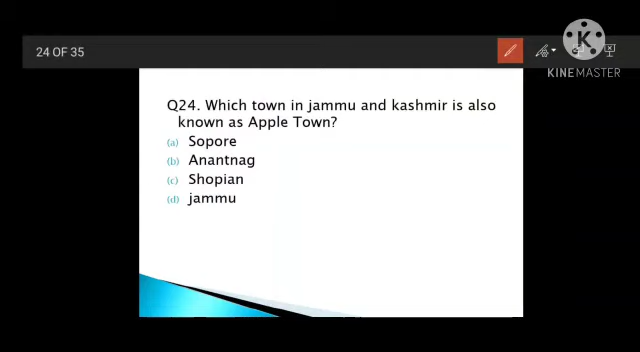 24 OF 35
K
KINEMASTER
Q24. Which town in jammu and kashmir is also
known as Apple Town?
(a) Sopore
(b) Anantnag
(c) Shopian
(d) jammu